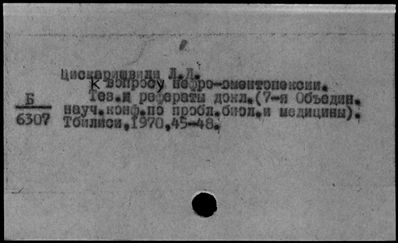 Цискаришвили Л.Л.
К вопросу нефро-оментопексии.
Тез.и рефераты докл.(7-я Объедин.
науч.конф.по пробл.биол.и медицины).
Тбилиси,1970,45-48.
Б
6307